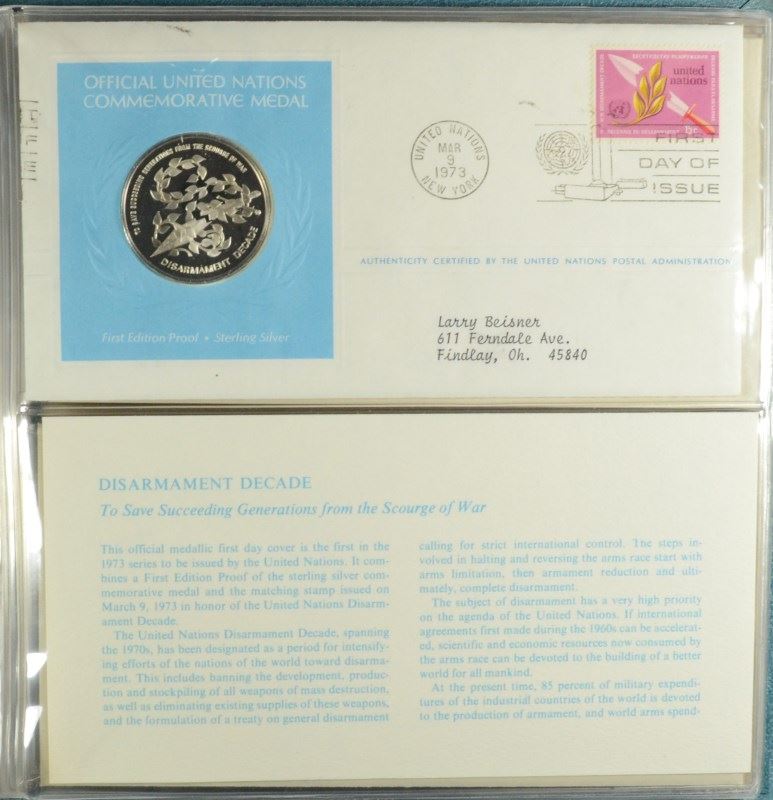 OFFICIAL UNITED NATIONS
COMMEMORATIVE MEDAL
TO SAVE SUCCEEDING GENERATIONS FROM THE SCOURGE OF WAR
DISARMAMENT DECADE
First Edition Proof • Sterling Silver
UNITED NATIONS
MAR
9
1973
NEW YORK
united
nations
15c
FIRST
DAY OF
ISSUE
AUTHENTICITY CERTIFIED BY THE UNITED NATIONS POSTAL ADMINISTRATION
Larry Beisner
611 Ferndale Ave.
Findlay, Oh. 45840
DISARMAMENT DECADE
To Save Succeeding Generations from the Scourge of War
This official medallic first day cover is the first in the
1973 series to be issued by the United Nations. It com-
bines a First Edition Proof of the sterling silver com-
memorative medal and the matching stamp issued on
March 9, 1973 in honor of the United Nations Disarm-
ament Decade.
The United Nations Disarmament Decade, spanning
the 1970s, has been designated as a period for intensify-
ing efforts of the nations of the world toward disarma-
ment. This includes banning the development, produc-
tion and stockpiling of all weapons of mass destruction,
as well as eliminating existing supplies of these weapons,
and the formulation of a treaty on general disarmament
calling for strict international control. The steps in-
volved in halting and reversing the arms race start with
arms limitation, then armament reduction and ulti-
mately, complete disarmament.
The subject of disarmament has a very high priority
on the agenda of the United Nations. If international
agreements first made during the 1960s can be accelerat-
ed, scientific and economic resources now consumed by
the arms race can be devoted to the building of a better
world for all mankind.
At the present time, 85 percent of military expendi-
tures of the industrial countries of the world is devoted
to the production of armament, and world arms spend-